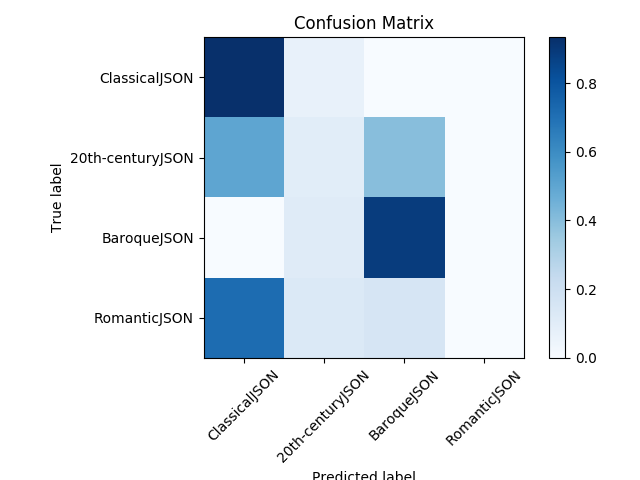 Confusion Matrix
True label
ClassicalJSON
20th-centuryJSON
BaroqueJSON
RomanticJSON
ClassicalJSON
20th-centuryJSON
BaroqueJSON
RomanticJSON
Predicted label
0.8
0.6
0.4
0.2
0.0